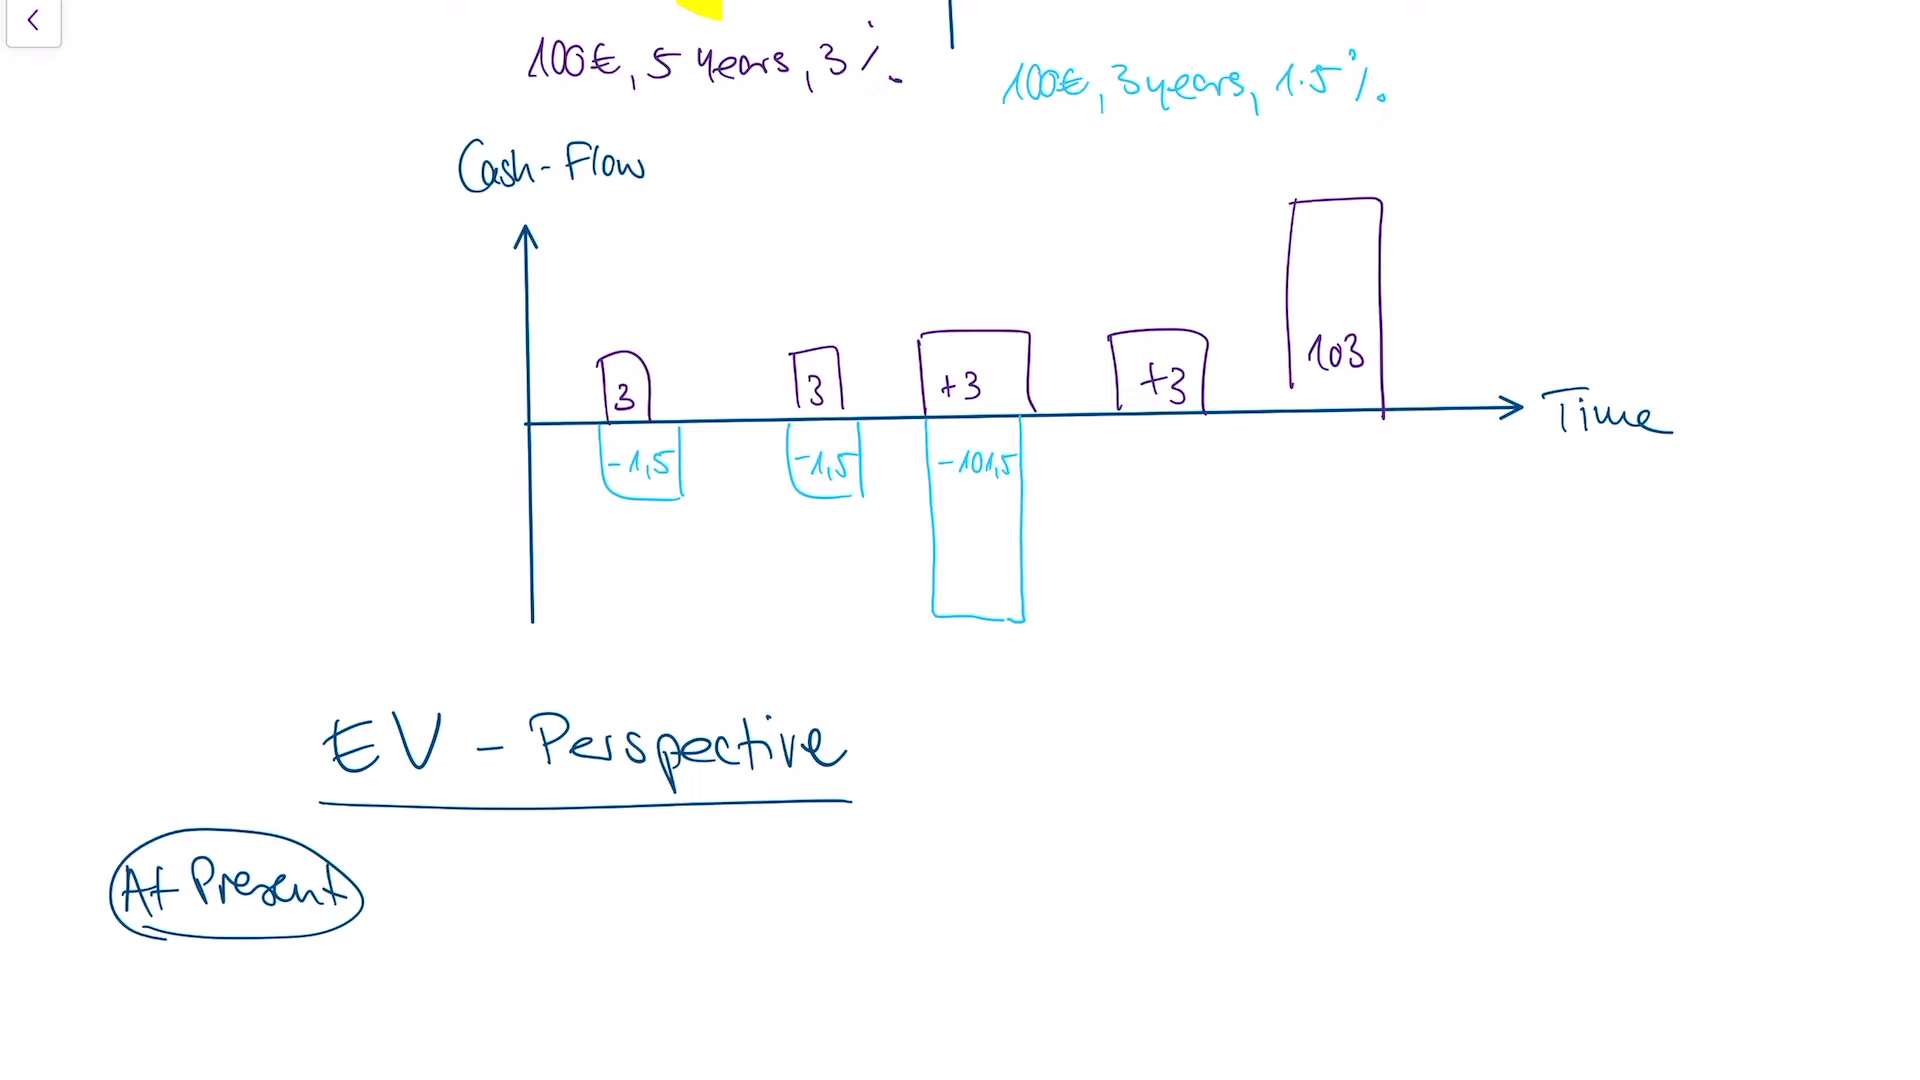 <
100€, 5 years, 3%.
100€, 3 years, 1.5%.
Cash-Flow
3
3
+3
+3
103
Time
-1,5
-1,5
-101,5
EV - Perspective
At Present